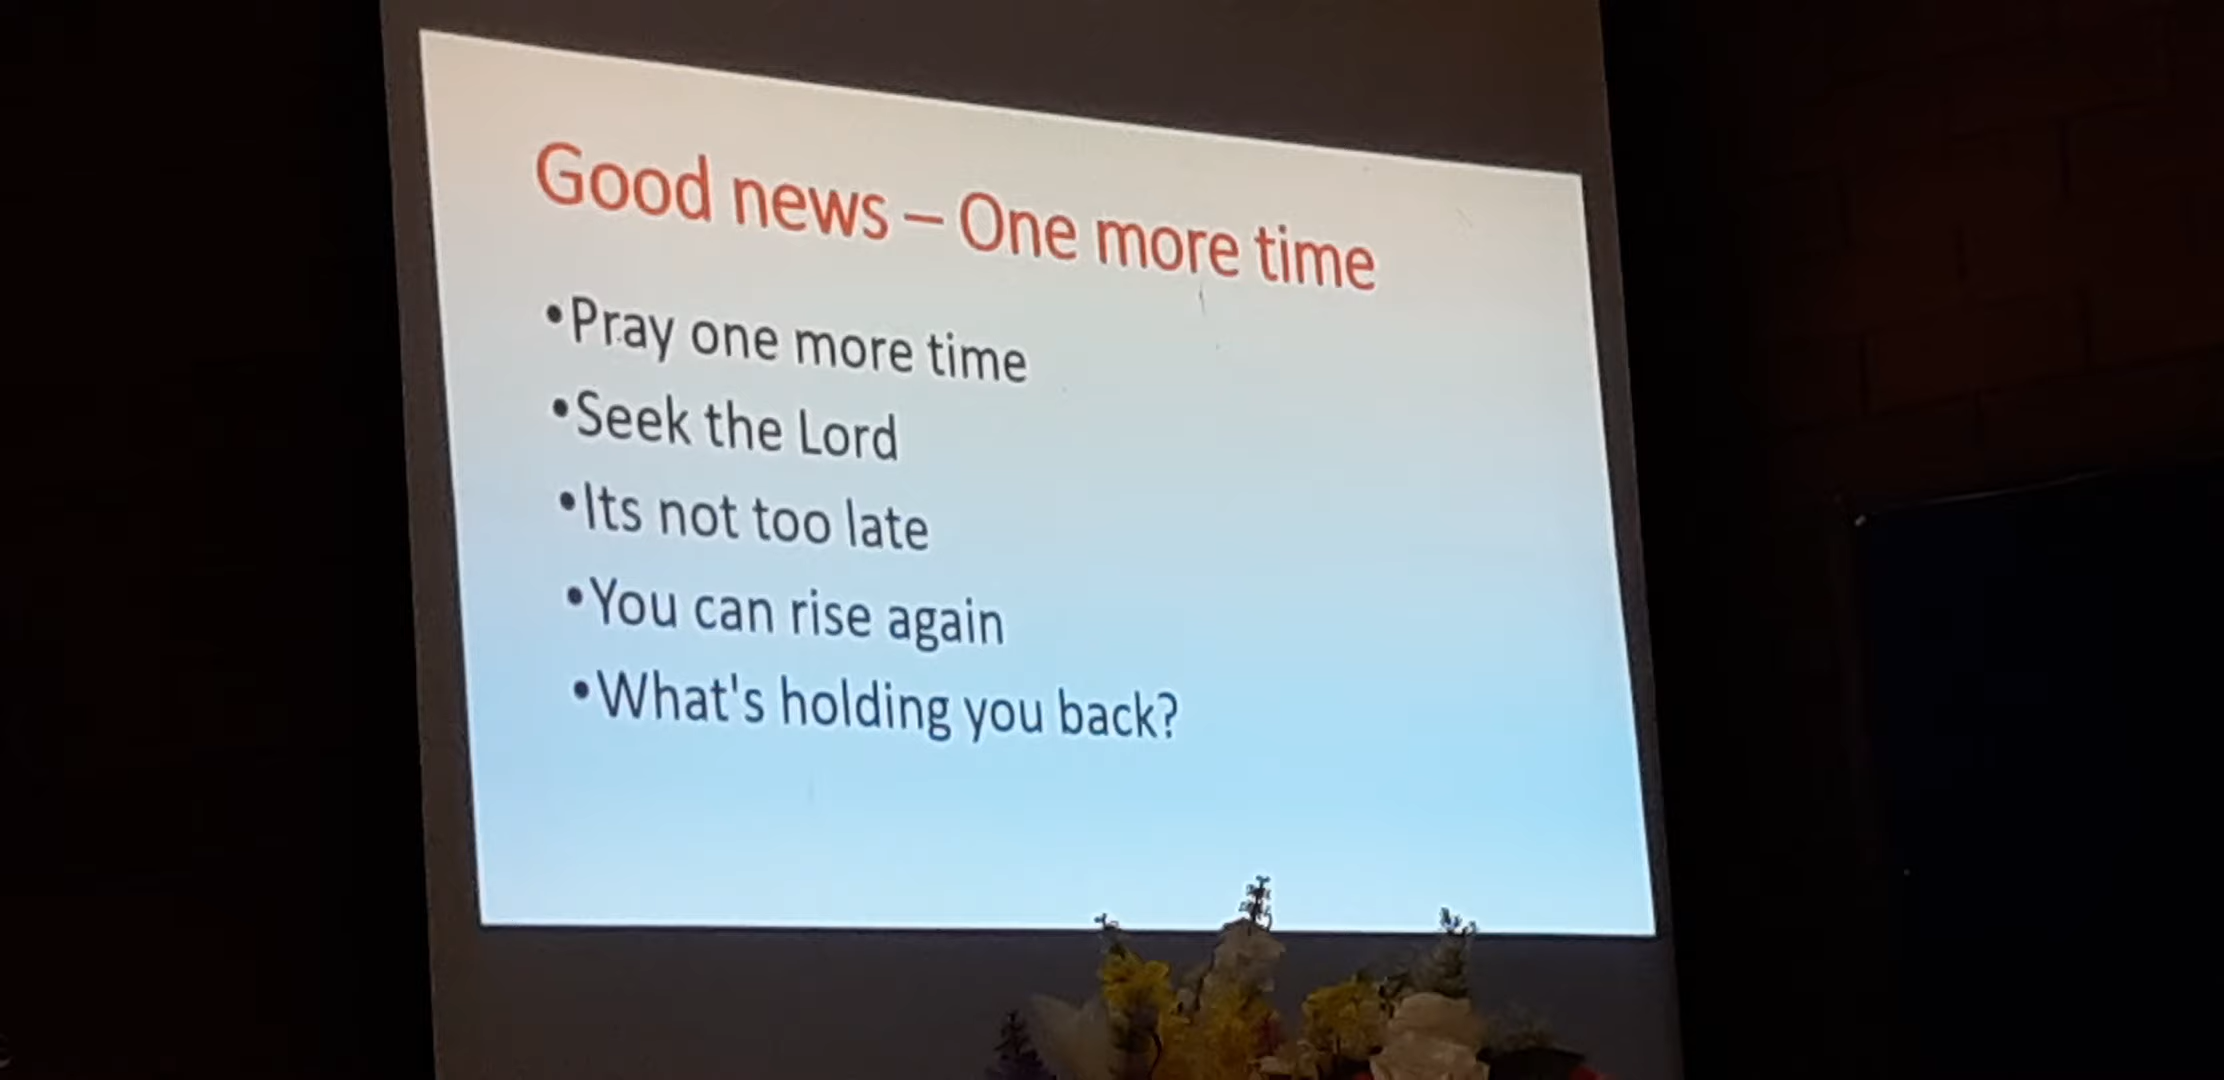 Good news – One more time
•Pray one more time
•Seek the Lord
•Its not too late
•You can rise again
•What's holding you back?